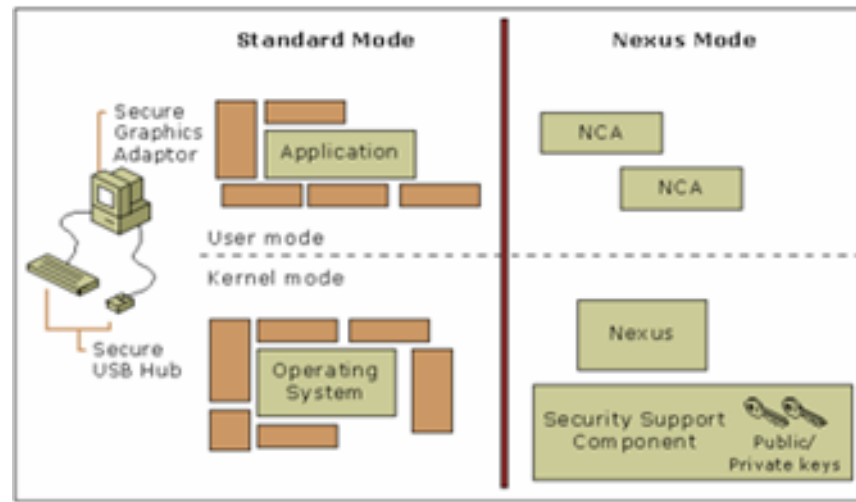 Standard Mode
Nexus Mode
Secure
Graphics
Adaptor
Application
NCA
NCA
User mode
Kernel mode
Secure
USB Hub
Operating
System
Nexus
Security Support
Component
Public/
Private keys